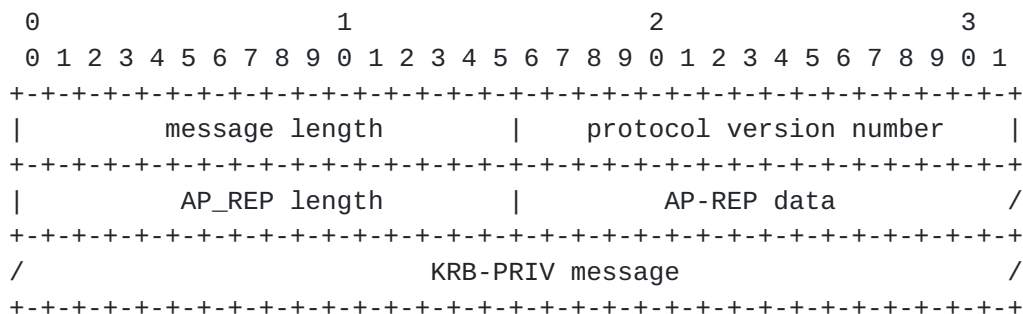 0                   1                   2                   3
 0 1 2 3 4 5 6 7 8 9 0 1 2 3 4 5 6 7 8 9 0 1 2 3 4 5 6 7 8 9 0 1
+-+-+-+-+-+-+-+-+-+-+-+-+-+-+-+-+-+-+-+-+-+-+-+-+-+-+-+-+-+-+-+-+
|         message length        |    protocol version number    |
+-+-+-+-+-+-+-+-+-+-+-+-+-+-+-+-+-+-+-+-+-+-+-+-+-+-+-+-+-+-+-+-+
|          AP_REP length        |         AP-REP data           /
+-+-+-+-+-+-+-+-+-+-+-+-+-+-+-+-+-+-+-+-+-+-+-+-+-+-+-+-+-+-+-+-+
/                          KRB-PRIV message                     /
+-+-+-+-+-+-+-+-+-+-+-+-+-+-+-+-+-+-+-+-+-+-+-+-+-+-+-+-+-+-+-+-+